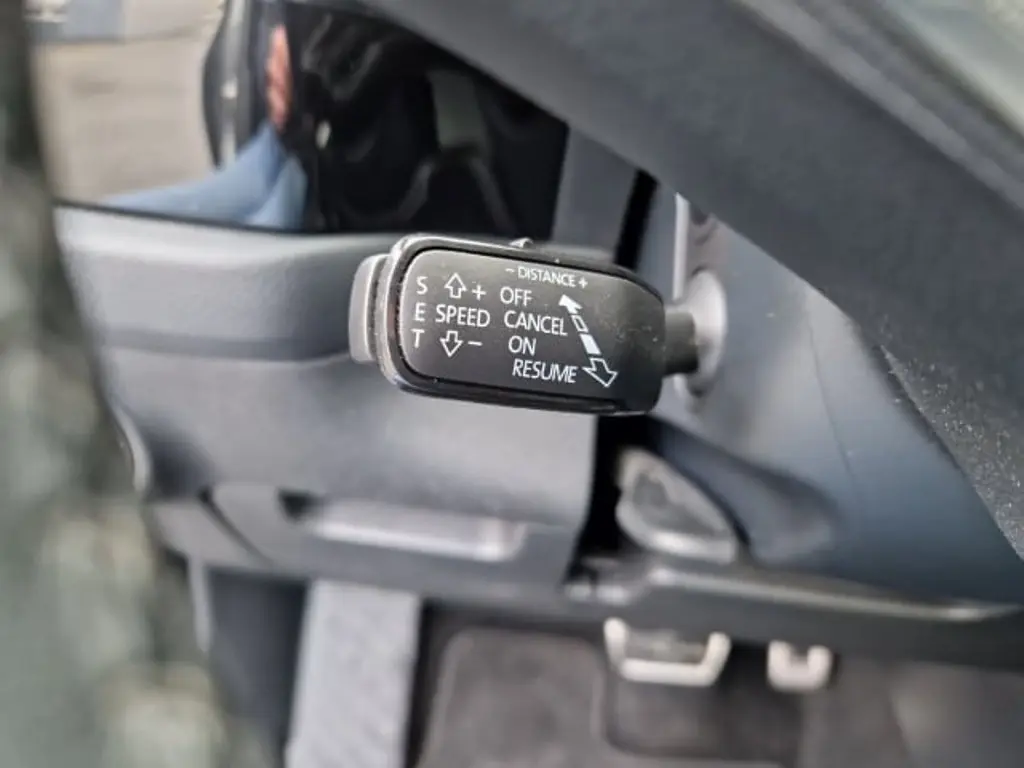 - DISTANCE +
S + OFF
E SPEED CANCEL
T - ON
RESUME